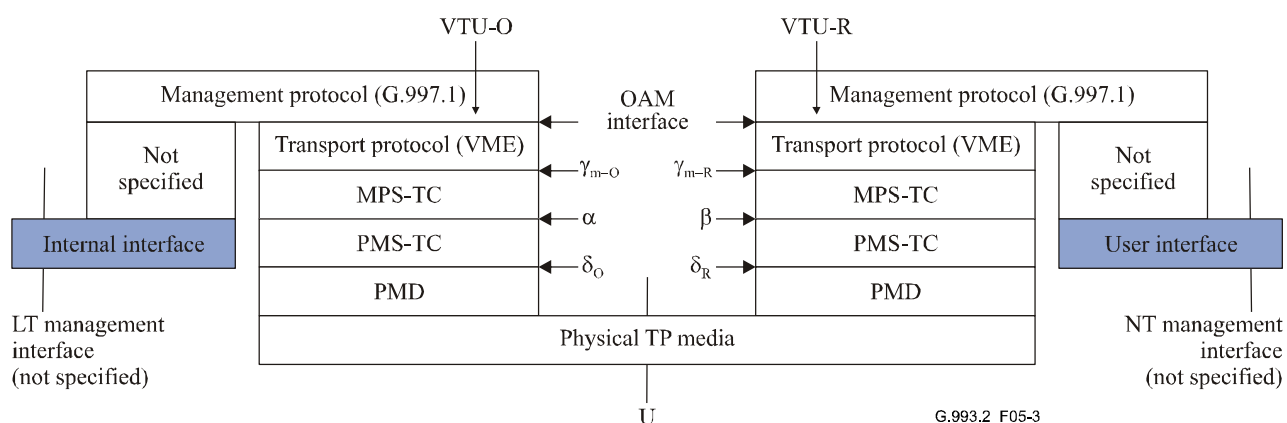 VTU-O
VTU-R
Management protocol (G.997.1)
OAM
interface
Management protocol (G.997.1)
Not
specified
Transport protocol (VME)
Transport protocol (VME)
Not
specified
γm–O
γm–R
MPS-TC
MPS-TC
α
β
Internal interface
PMS-TC
PMS-TC
User interface
δO
δR
PMD
PMD
LT management
interface
(not specified)
Physical TP media
NT management
interface
(not specified)
U
G.993.2_F05-3